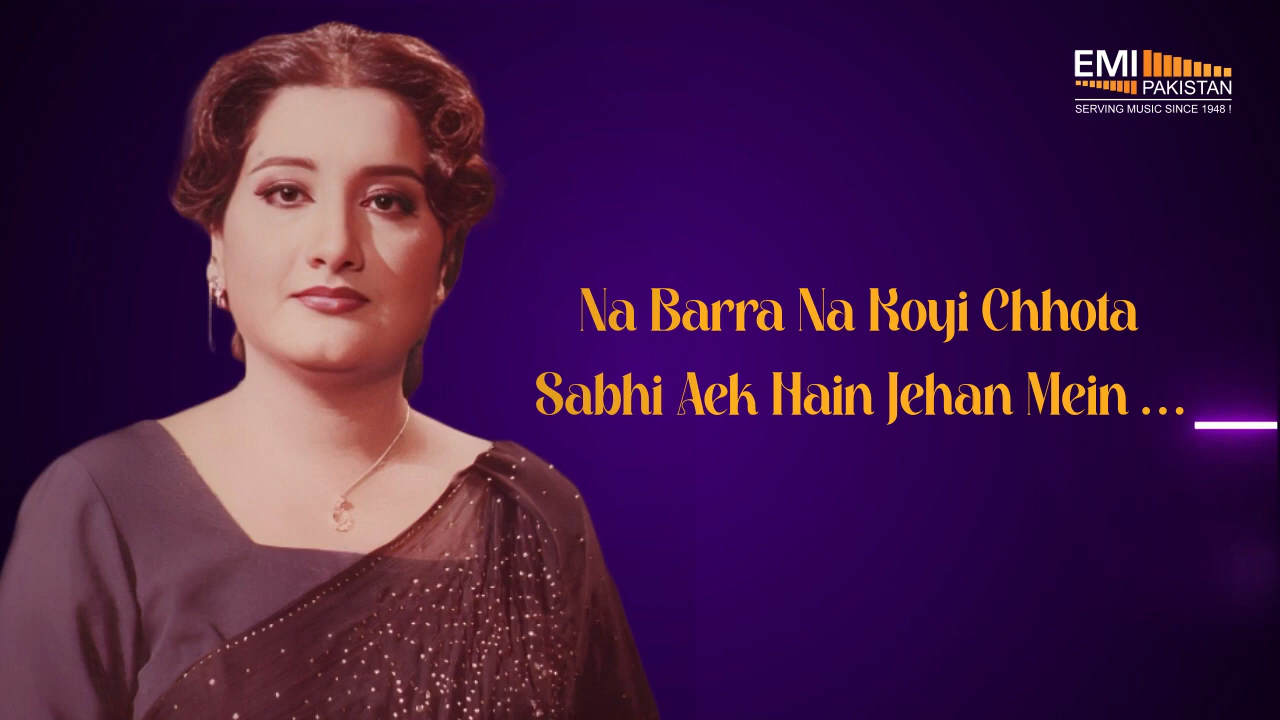 EMI
PAKISTAN
SERVING MUSIC SINCE 1948 !
Na Barra Na Koyi Chhota
Sabhi Aek Hain Jehan Mein ...